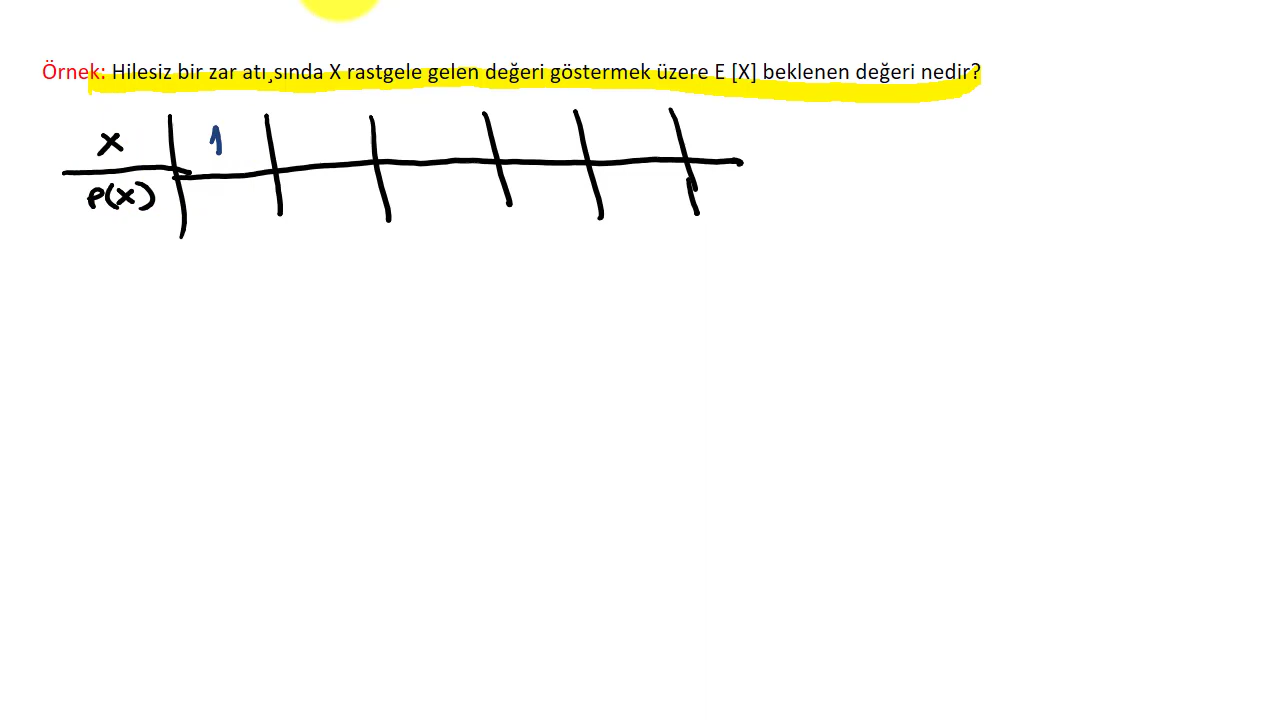 Örnek: Hilesiz bir zar atı¸sında X rastgele gelen değeri göstermek üzere E [X] beklenen değeri nedir?
X 1
P(X)